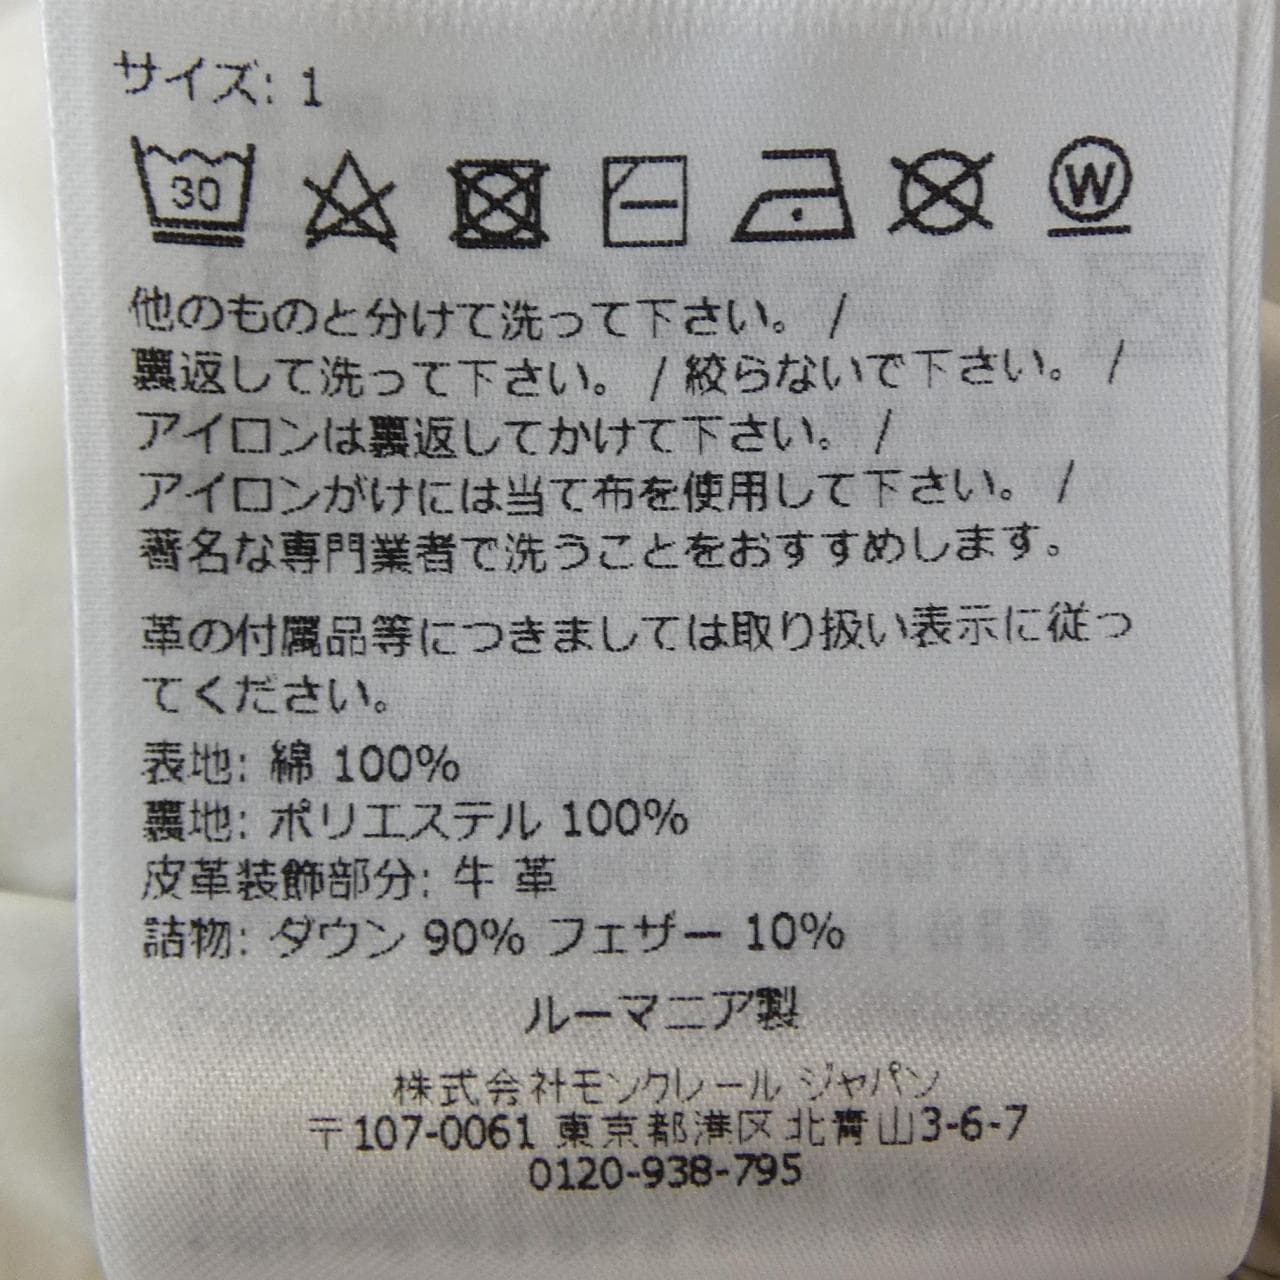 サイズ: 1
30
W
他のものと分けて洗って下さい。 /
裏返して洗って下さい。 / 絞らないで下さい。 /
アイロンは裏返してかけて下さい。 /
アイロンがけには当て布を使用して下さい。 /
著名な専門業者で洗うことをおすすめします。
革の付属品等につきましては取り扱い表示に従っ
てください。
表地: 綿 100%
裏地: ポリエステル 100%
皮革装飾部分: 牛 革
詰物: ダウン 90% フェザー 10%
ルーマニア製
株式会社モンクレール ジャパン
〒107-0061 東京都港区北青山3-6-7
0120-938-795